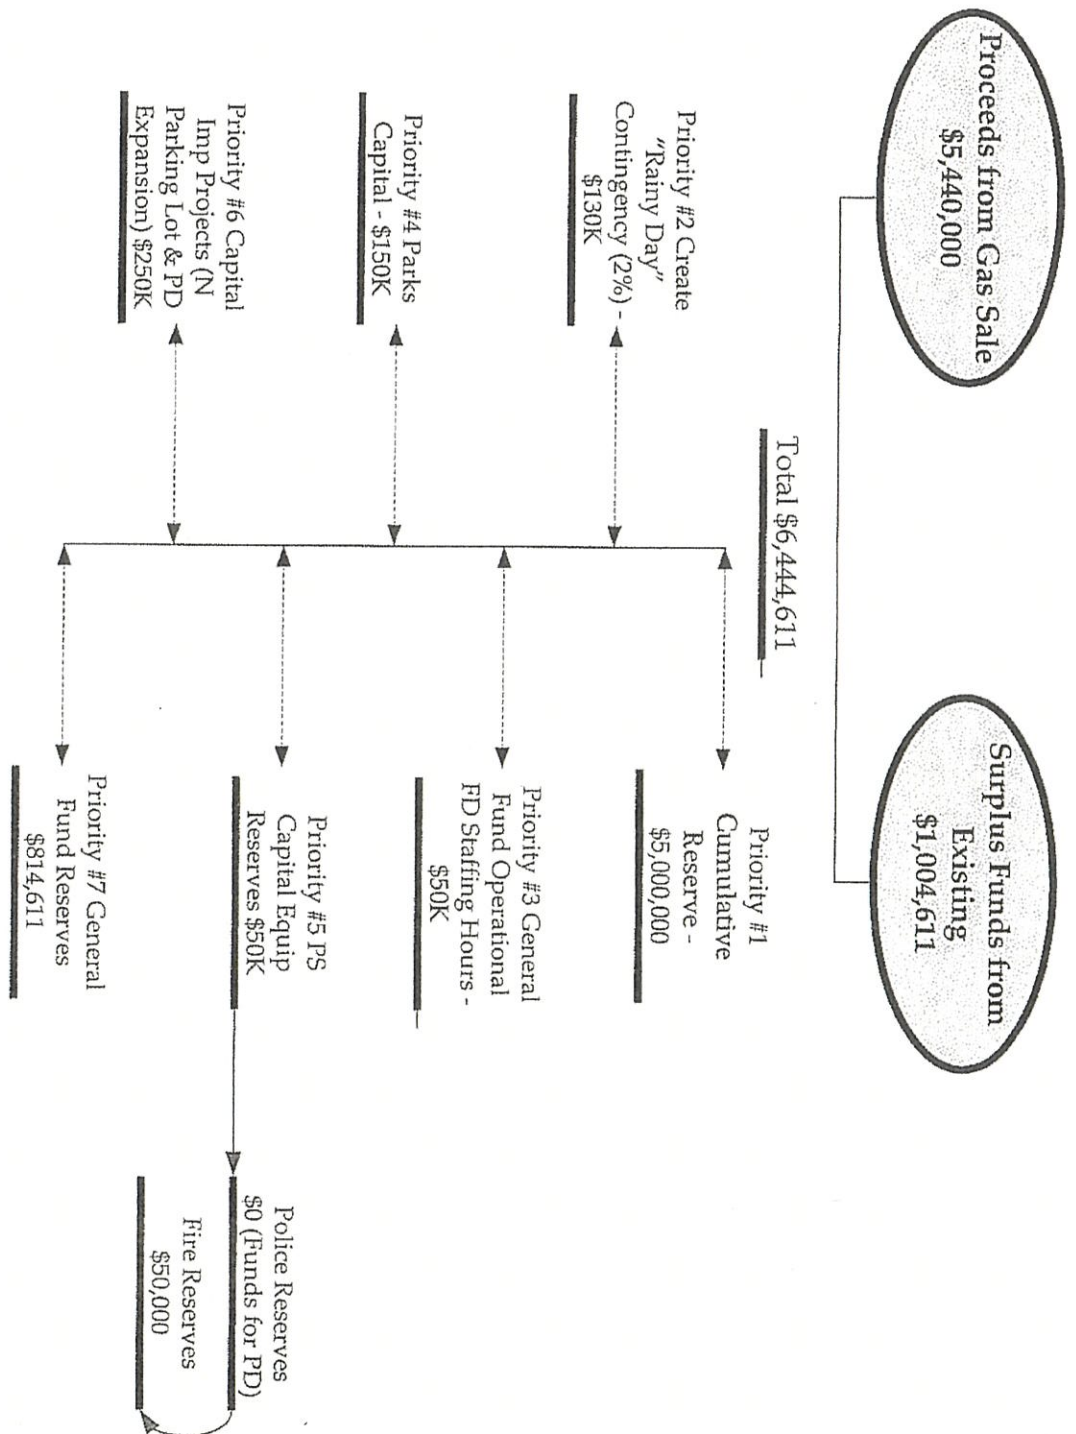 Proceeds from Gas Sale
$5,440,000
Surplus Funds from
Existing
$1,004,611
Total $6,444,611
Priority #1
Cumulative
Reserve -
$5,000,000
Priority #2 Create
"Rainy Day"
Contingency (2%) -
$130K
Priority #3 General
Fund Operational
FD Staffing Hours -
$50K
Priority #4 Parks
Capital - $150K
Priority #5 PS
Capital Equip
Reserves $50K
Police Reserves
$0 (Funds for PD)
Fire Reserves
$50,000
Priority #6 Capital
Imp Projects (N
Parking Lot & PD
Expansion) $250K
Priority #7 General
Fund Reserves
$814,611